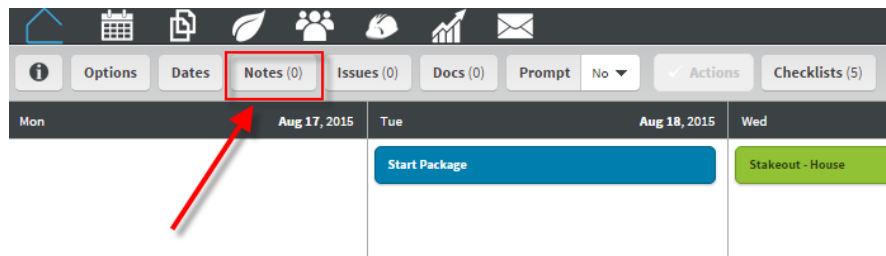 Options Dates Notes (0) Issues (0) Docs (0) Prompt No Actions Checklists (5)
Mon Aug 17, 2015 Tue Aug 18, 2015 Wed
Start Package Stakeout - House